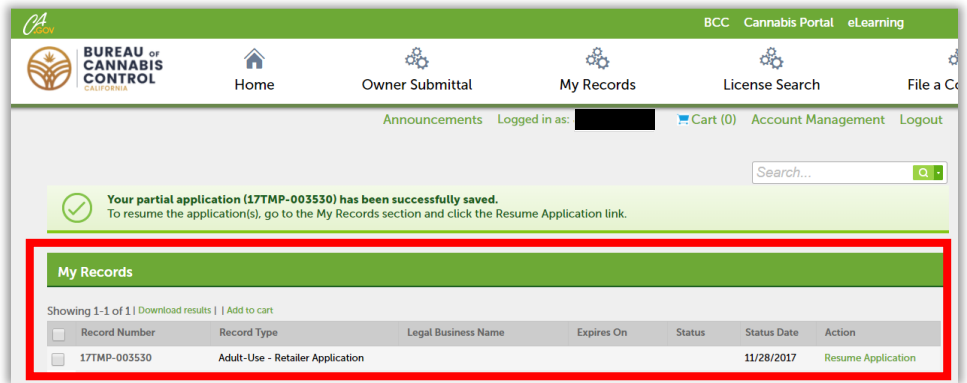 CA.GOV
BCC Cannabis Portal eLearning
BUREAU OF
CANNABIS
CONTROL
CALIFORNIA
Home Owner Submittal My Records License Search File a Co
Announcements Logged in as: Cart (0) Account Management Logout
Search...
Your partial application (17TMP-003530) has been successfully saved.
To resume the application(s), go to the My Records section and click the Resume Application link.
My Records
Showing 1-1 of 1 | Download results | | Add to cart
Record Number Record Type Legal Business Name Expires On Status Status Date Action
17TMP-003530 Adult-Use - Retailer Application 11/28/2017 Resume Application